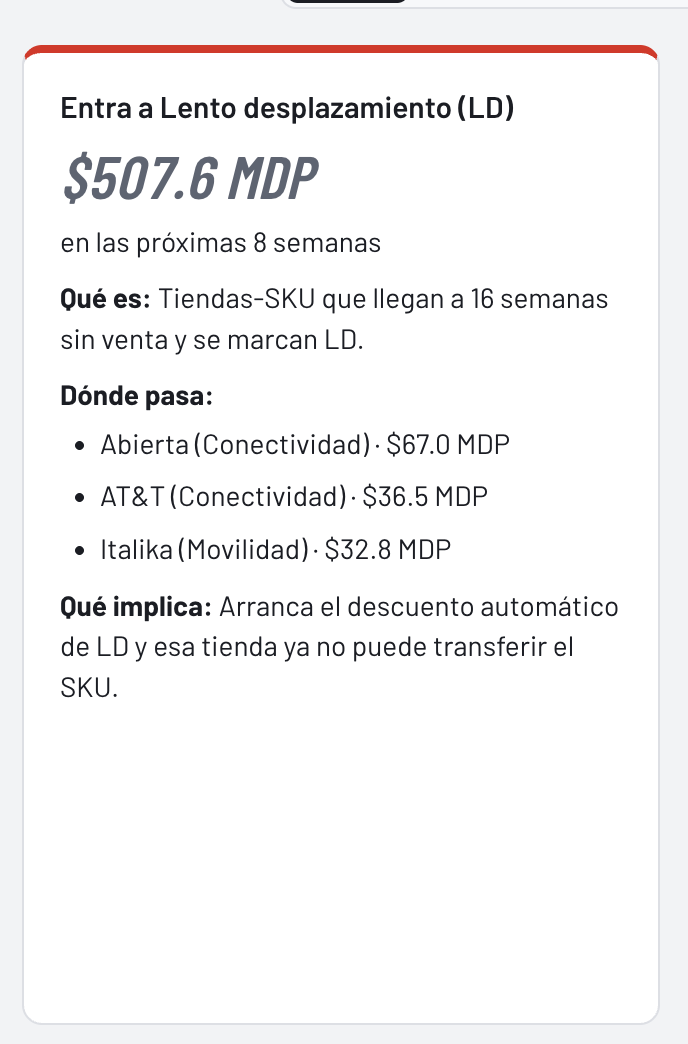 Entra a Lento desplazamiento (LD)
$507.6 MDP
en las próximas 8 semanas
Qué es: Tiendas-SKU que llegan a 16 semanas
sin venta y se marcan LD.
Dónde pasa:
• Abierta (Conectividad) · $67.0 MDP
• AT&T (Conectividad) · $36.5 MDP
• Italika (Movilidad) · $32.8 MDP
Qué implica: Arranca el descuento automático
de LD y esa tienda ya no puede transferir el
SKU.